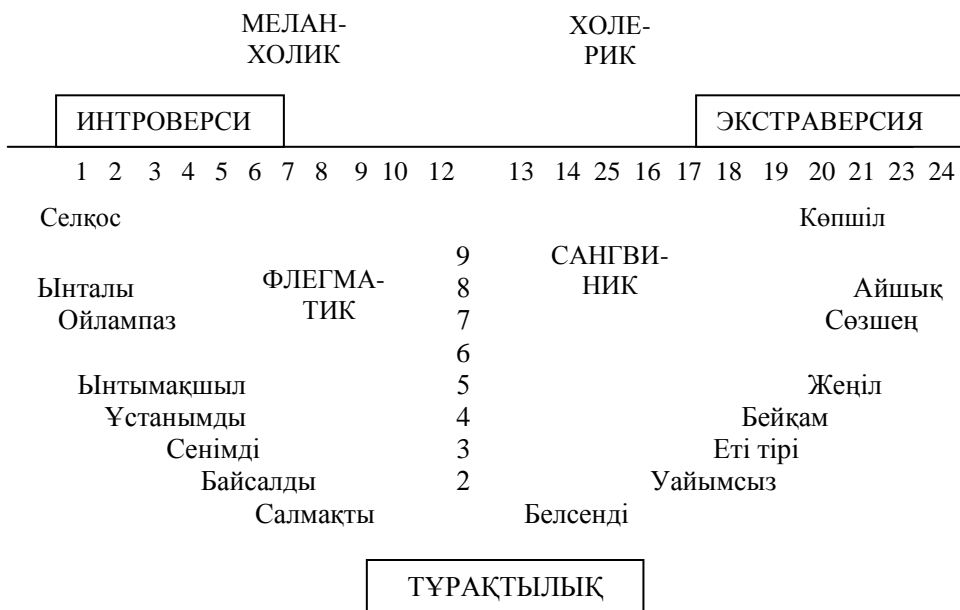 МЕЛАН- ХОЛЕ-
ХОЛИК РИК
ИНТРОВЕРСИ ЭКСТРАВЕРСИЯ
1 2 3 4 5 6 7 8 9 10 12 13 14 25 16 17 18 19 20 21 23 24
Селқос Көпшіл
9 САНГВИ-
Ынталы ФЛЕГМА- 8 НИК Айшық
Ойлампаз ТИК 7 Сөзшең
6
Ынтымақшыл 5 Жеңіл
Ұстанымды 4 Бейқам
Сенімді 3 Еті тірі
Байсалды 2 Уайымсыз
Салмақты Белсенді
ТҰРАҚТЫЛЫҚ